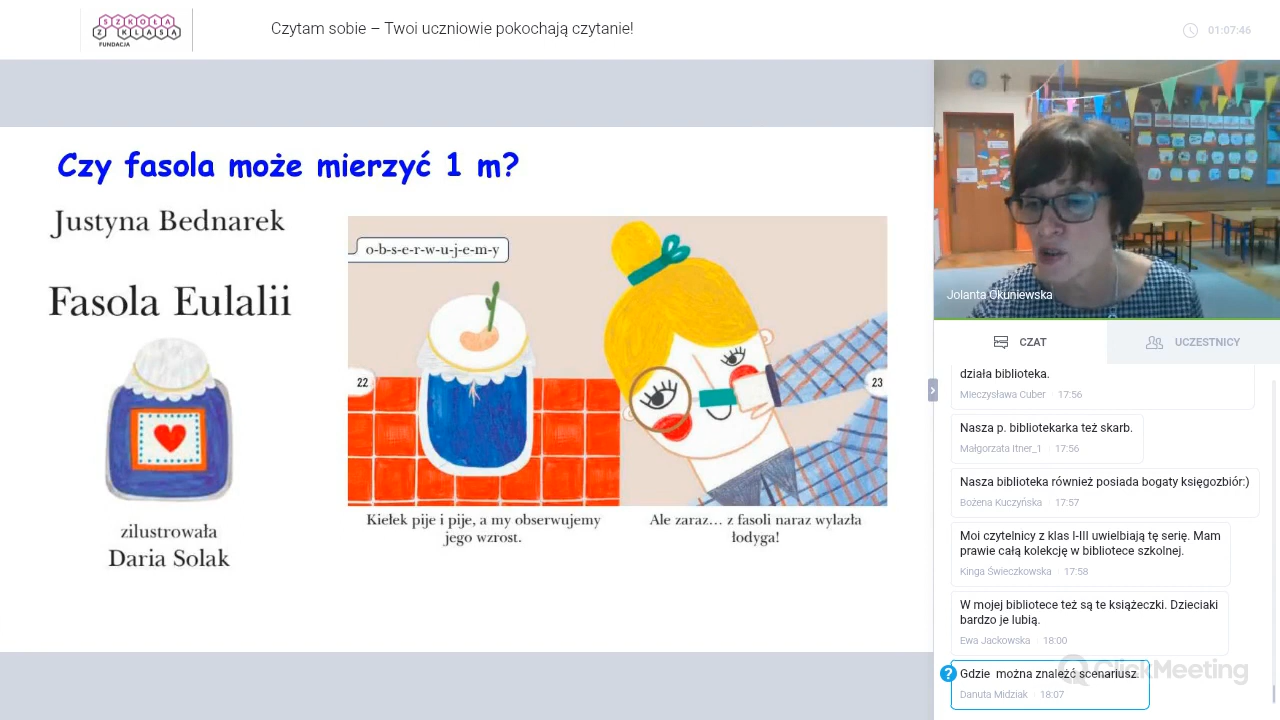 SZKOŁA
Z KLASĄ
FUNDACJA
Czytam sobie – Twoi uczniowie pokochają czytanie!
01:07:46
Czy fasola może mierzyć 1 m?
Justyna Bednarek
Fasola Eulalii
zilustrowała
Daria Solak
o-b-s-e-r-w-u-j-e-m-y
22
23
Kiełek pije i pije, a my obserwujemy
jego wzrost.
Ale zaraz… z fasoli naraz wylazła
łodyga!
Jolanta Okuniewska
CZAT
UCZESTNICY
działa biblioteka.
Mieczysława Cuber · 17:56
Nasza p. bibliotekarka też skarb.
Małgorzata Itner_1 · 17:56
Nasza biblioteka również posiada bogaty księgozbiór:)
Bożena Kuczyńska · 17:57
Moi czytelnicy z klas I-III uwielbiają tę serię. Mam
prawie całą kolekcję w bibliotece szkolnej.
Kinga Świeczkowska · 17:58
W mojej bibliotece też są te książeczki. Dzieciaki
bardzo je lubią.
Ewa Jackowska · 18:00
? Gdzie można znależć scenariusz.
Danuta Midziak · 18:07
ClickMeeting